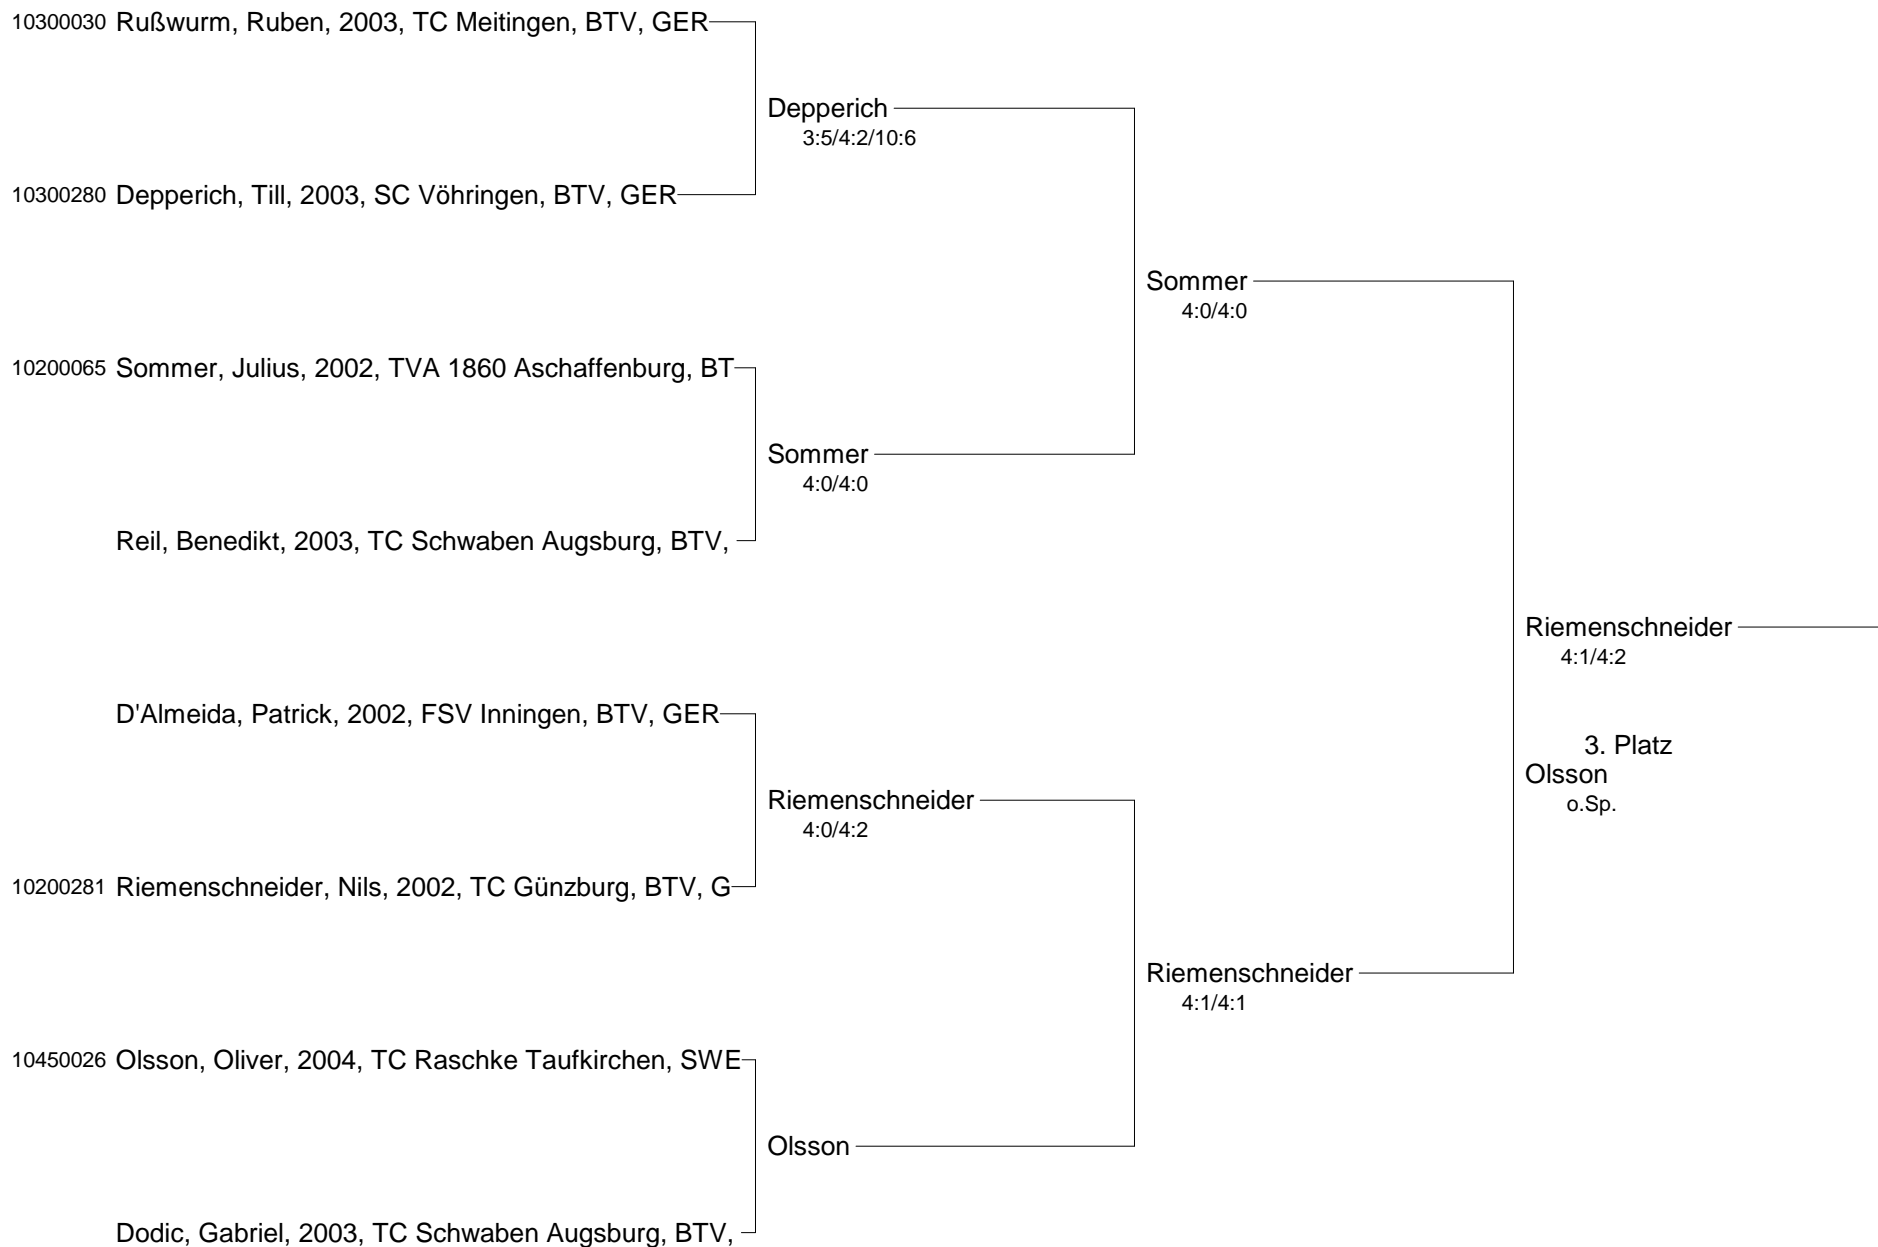 10300030 Rußwurm, Ruben, 2003, TC Meitingen, BTV, GER
Depperich
3:5/4:2/10:6
10300280 Depperich, Till, 2003, SC Vöhringen, BTV, GER
Sommer
4:0/4:0
10200065 Sommer, Julius, 2002, TVA 1860 Aschaffenburg, BT
Sommer
4:0/4:0
Reil, Benedikt, 2003, TC Schwaben Augsburg, BTV,
Riemenschneider
4:1/4:2
D'Almeida, Patrick, 2002, FSV Inningen, BTV, GER
3. Platz
Olsson
o.Sp.
Riemenschneider
4:0/4:2
10200281 Riemenschneider, Nils, 2002, TC Günzburg, BTV, G
Riemenschneider
4:1/4:1
10450026 Olsson, Oliver, 2004, TC Raschke Taufkirchen, SWE
Olsson
Dodic, Gabriel, 2003, TC Schwaben Augsburg, BTV,